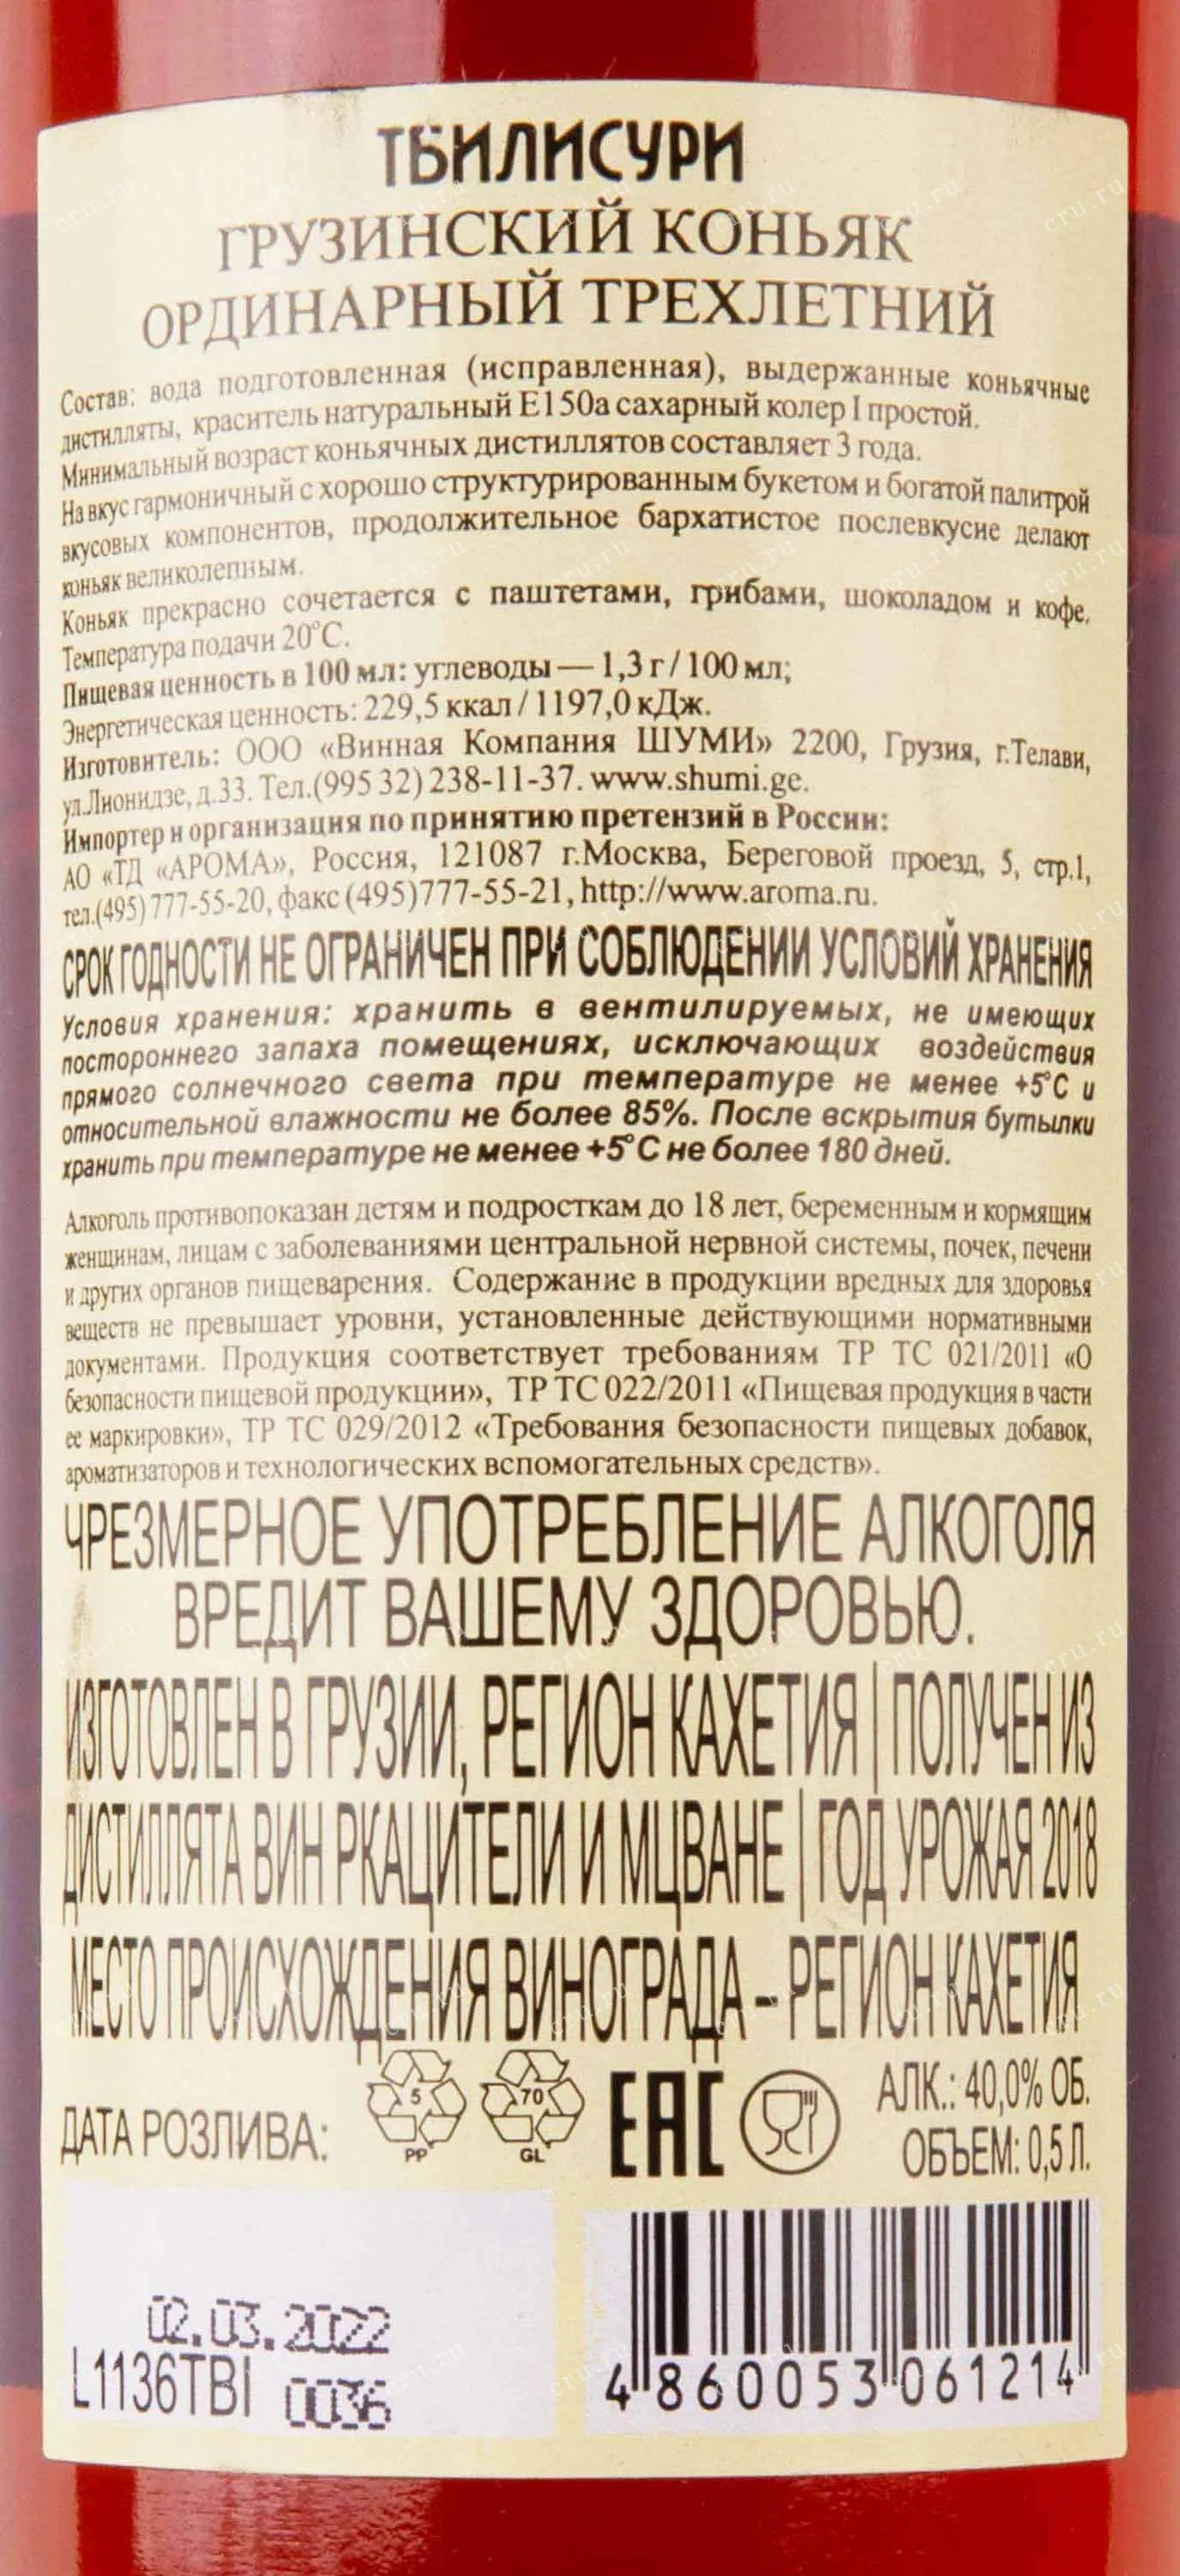 ТБИЛИСУРИ
ГРУЗИНСКИЙ КОНЬЯК
ОРДИНАРНЫЙ ТРЕХЛЕТНИЙ
Состав: вода подготовленная (исправленная), выдержанные коньячные
дистилляты, краситель натуральный Е150а сахарный колер I простой.
Минимальный возраст коньячных дистиллятов составляет 3 года.
На вкус гармоничный с хорошо структурированным букетом и богатой палитрой
вкусовых компонентов, продолжительное бархатистое послевкусие делают
коньяк великолепным.
Коньяк прекрасно сочетается с паштетами, грибами, шоколадом и кофе.
Температура подачи 20°С.
Пищевая ценность в 100 мл: углеводы — 1,3 г / 100 мл;
Энергетическая ценность: 229,5 ккал / 1197,0 кДж.
Изготовитель: ООО «Винная Компания ШУМИ» 2200, Грузия, г.Телави,
ул.Лионидзе, д.33. Тел.(995 32) 238-11-37. www.shumi.ge.
Импортер и организация по принятию претензий в России:
АО «ТД «АРОМА», Россия, 121087 г.Москва, Береговой проезд, 5, стр.1,
тел.(495) 777-55-20, факс (495)777-55-21, http://www.aroma.ru.
СРОК ГОДНОСТИ НЕ ОГРАНИЧЕН ПРИ СОБЛЮДЕНИИ УСЛОВИЙ ХРАНЕНИЯ
Условия хранения: хранить в вентилируемых, не имеющих
постороннего запаха помещениях, исключающих воздействия
прямого солнечного света при температуре не менее +5°С и
относительной влажности не более 85%. После вскрытия бутылки
хранить при температуре не менее +5°С не более 180 дней.
Алкоголь противопоказан детям и подросткам до 18 лет, беременным и кормящим
женщинам, лицам с заболеваниями центральной нервной системы, почек, печени
и других органов пищеварения. Содержание в продукции вредных для здоровья
веществ не превышает уровни, установленные действующими нормативными
документами. Продукция соответствует требованиям ТР ТС 021/2011 «О
безопасности пищевой продукции», ТР ТС 022/2011 «Пищевая продукция в части
ее маркировки», ТР ТС 029/2012 «Требования безопасности пищевых добавок,
ароматизаторов и технологических вспомогательных средств».
ЧРЕЗМЕРНОЕ УПОТРЕБЛЕНИЕ АЛКОГОЛЯ
ВРЕДИТ ВАШЕМУ ЗДОРОВЬЮ.
ИЗГОТОВЛЕН В ГРУЗИИ, РЕГИОН КАХЕТИЯ | ПОЛУЧЕН ИЗ
ДИСТИЛЛЯТА ВИН РКАЦИТЕЛИ И МЦВАНЕ | ГОД УРОЖАЯ 2018
МЕСТО ПРОИСХОЖДЕНИЯ ВИНОГРАДА – РЕГИОН КАХЕТИЯ
ДАТА РОЗЛИВА:
5
PP
70
GL
EAC
АЛК.: 40,0% ОБ.
ОБЪЕМ: 0,5 Л.
02.03.2022
L1136TBI 0036
4 860053 061214
cru.ru